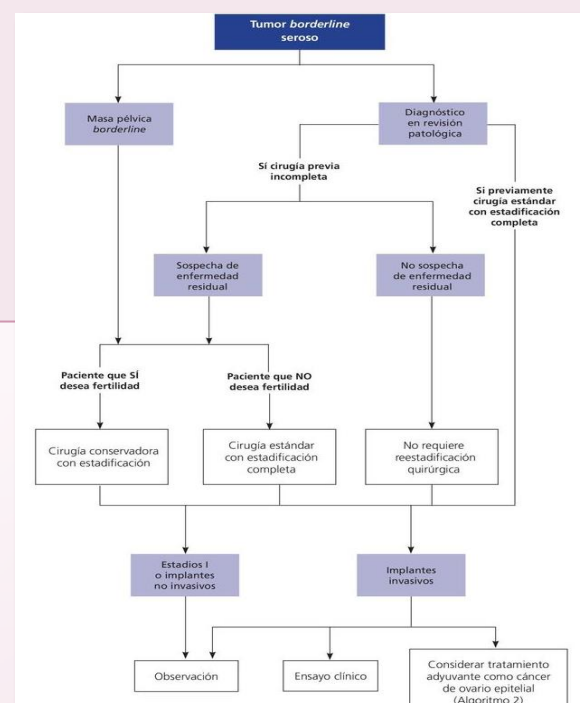 Tumor borderline
seroso
Masa pélvica
borderline
Diagnóstico
en revisión
patológica
Sí cirugía previa
incompleta
Si previamente
cirugía estándar
con estadificación
completa
Sospecha de
enfermedad
residual
No sospecha
de enfermedad
residual
Paciente que SÍ
desea fertilidad
Paciente que NO
desea fertilidad
Cirugía conservadora
con estadificación
Cirugía estándar
con estadificación
completa
No requiere
reestadificación
quirúrgica
Estadios I
o implantes
no invasivos
Implantes
invasivos
Observación
Ensayo clínico
Considerar tratamiento
adyuvante como cáncer
de ovario epitelial
(Algoritmo 2)